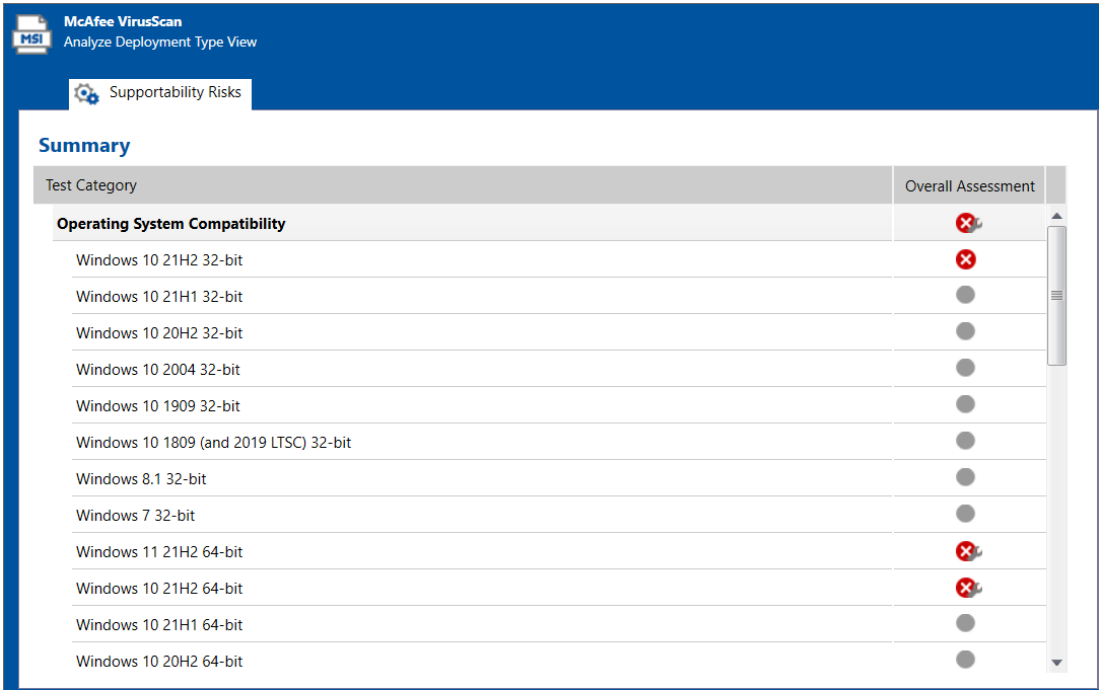 McAfee VirusScan
MSI
Analyze Deployment Type View
Supportability Risks
Summary
Test Category
Overall Assessment
Operating System Compatibility
Windows 10 21H2 32-bit
Windows 10 21H1 32-bit
Windows 10 20H2 32-bit
Windows 10 2004 32-bit
Windows 10 1909 32-bit
Windows 10 1809 (and 2019 LTSC) 32-bit
Windows 8.1 32-bit
Windows 7 32-bit
Windows 11 21H2 64-bit
Windows 10 21H2 64-bit
Windows 10 21H1 64-bit
Windows 10 20H2 64-bit